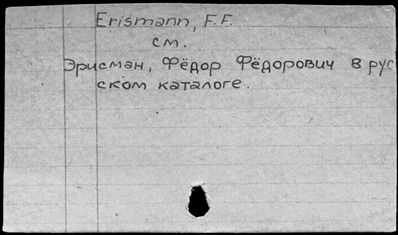 Erismann, F.F.
см.
Эрисман, Фёдор Фёдорович в рус
ском каталоге.